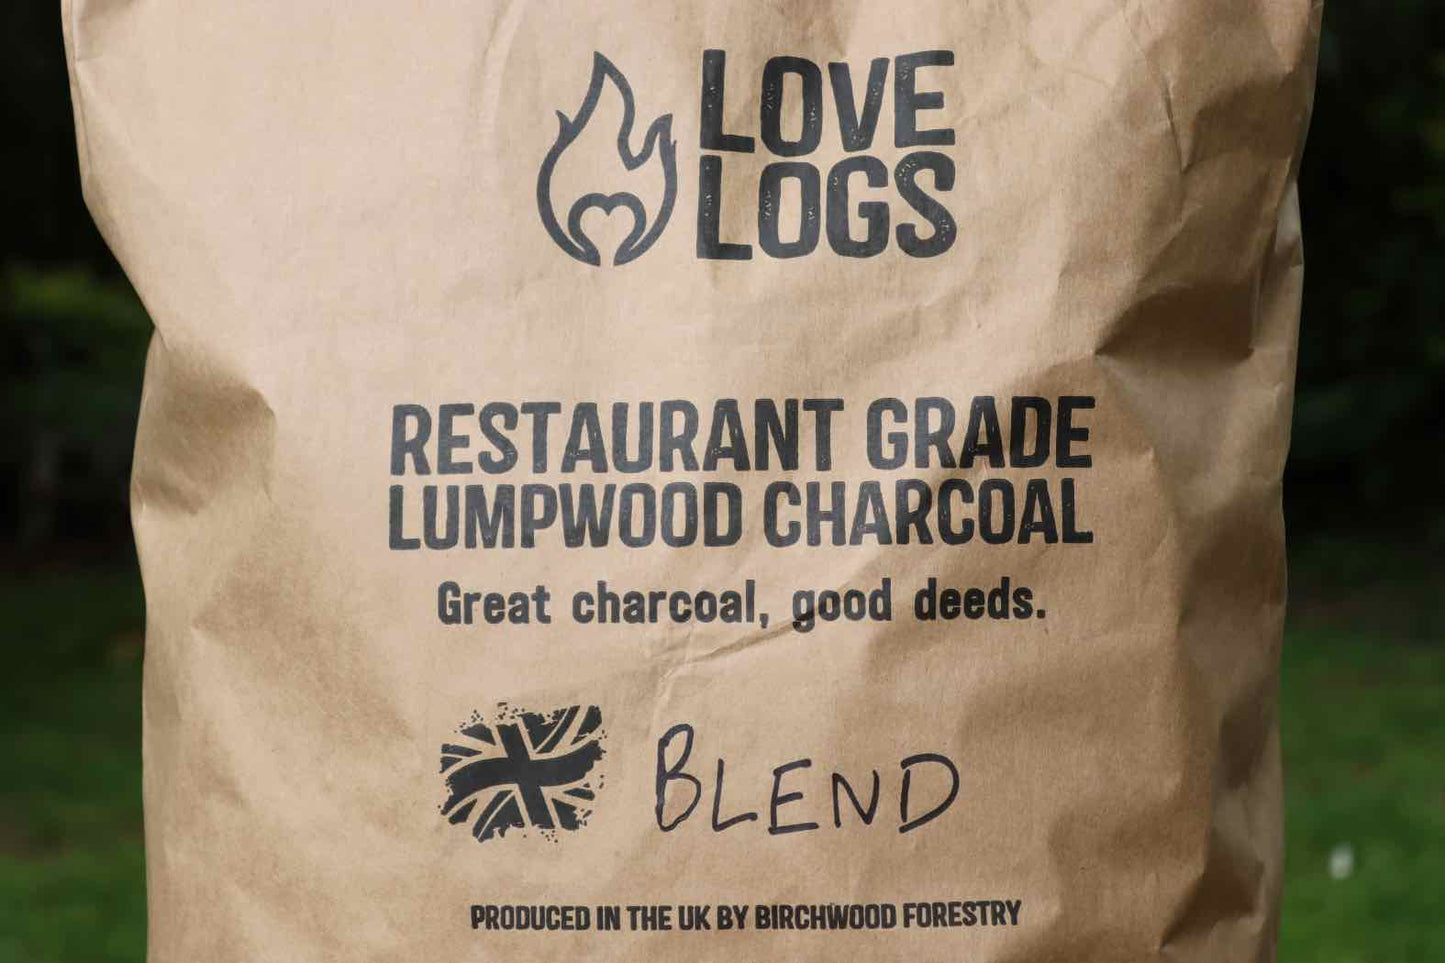 LOVE
LOGS
RESTAURANT GRADE
LUMPWOOD CHARCOAL
Great charcoal, good deeds.
BLEND
PRODUCED IN THE UK BY BIRCHWOOD FORESTRY